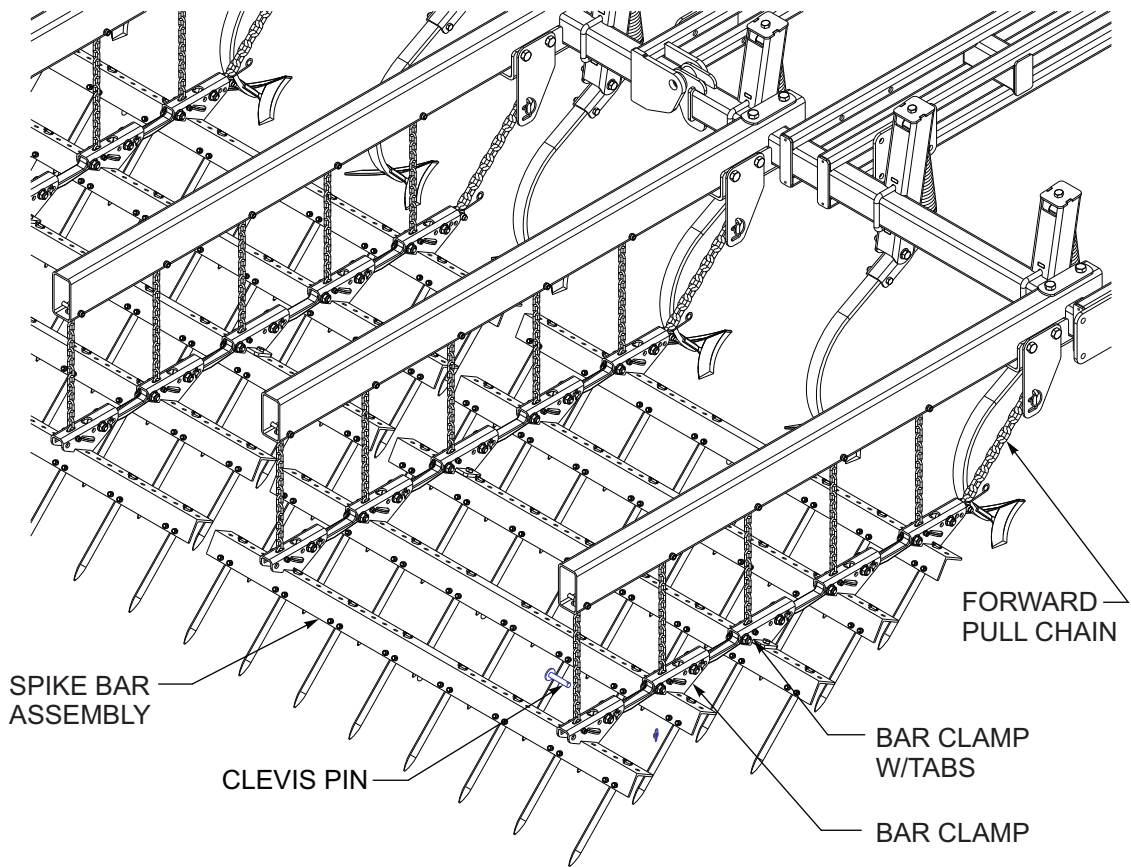 FORWARD
PULL CHAIN
SPIKE BAR
ASSEMBLY
CLEVIS PIN
BAR CLAMP
W/TABS
BAR CLAMP